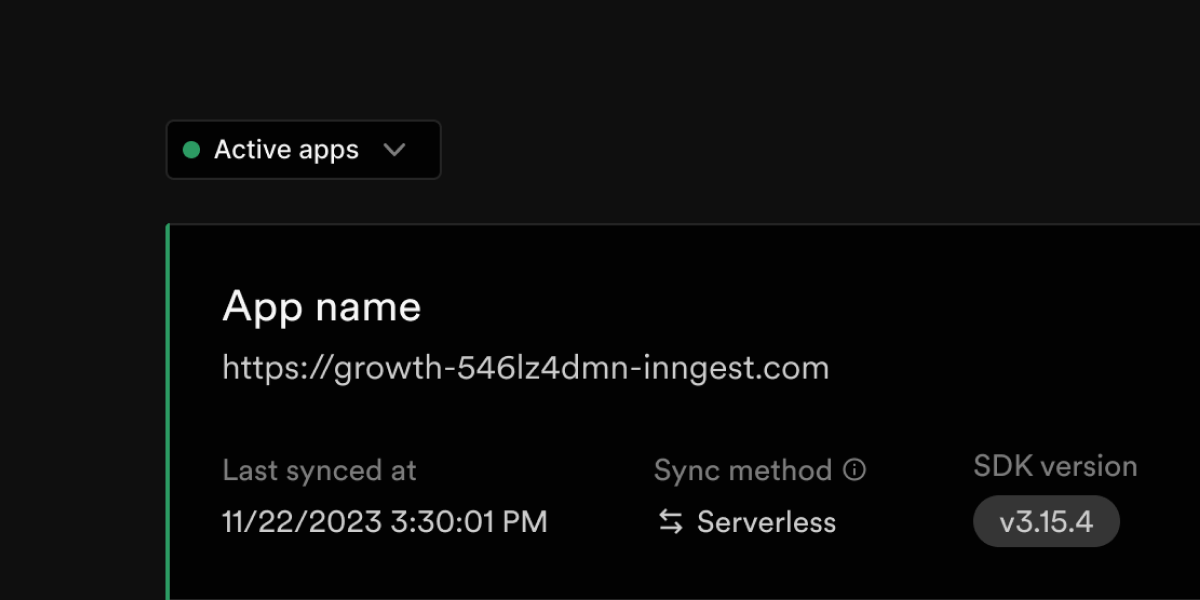 Active apps
App name
https://growth-546lz4dmn-inngest.com
Last synced at
11/22/2023 3:30:01 PM
Sync method
Serverless
SDK version
v3.15.4